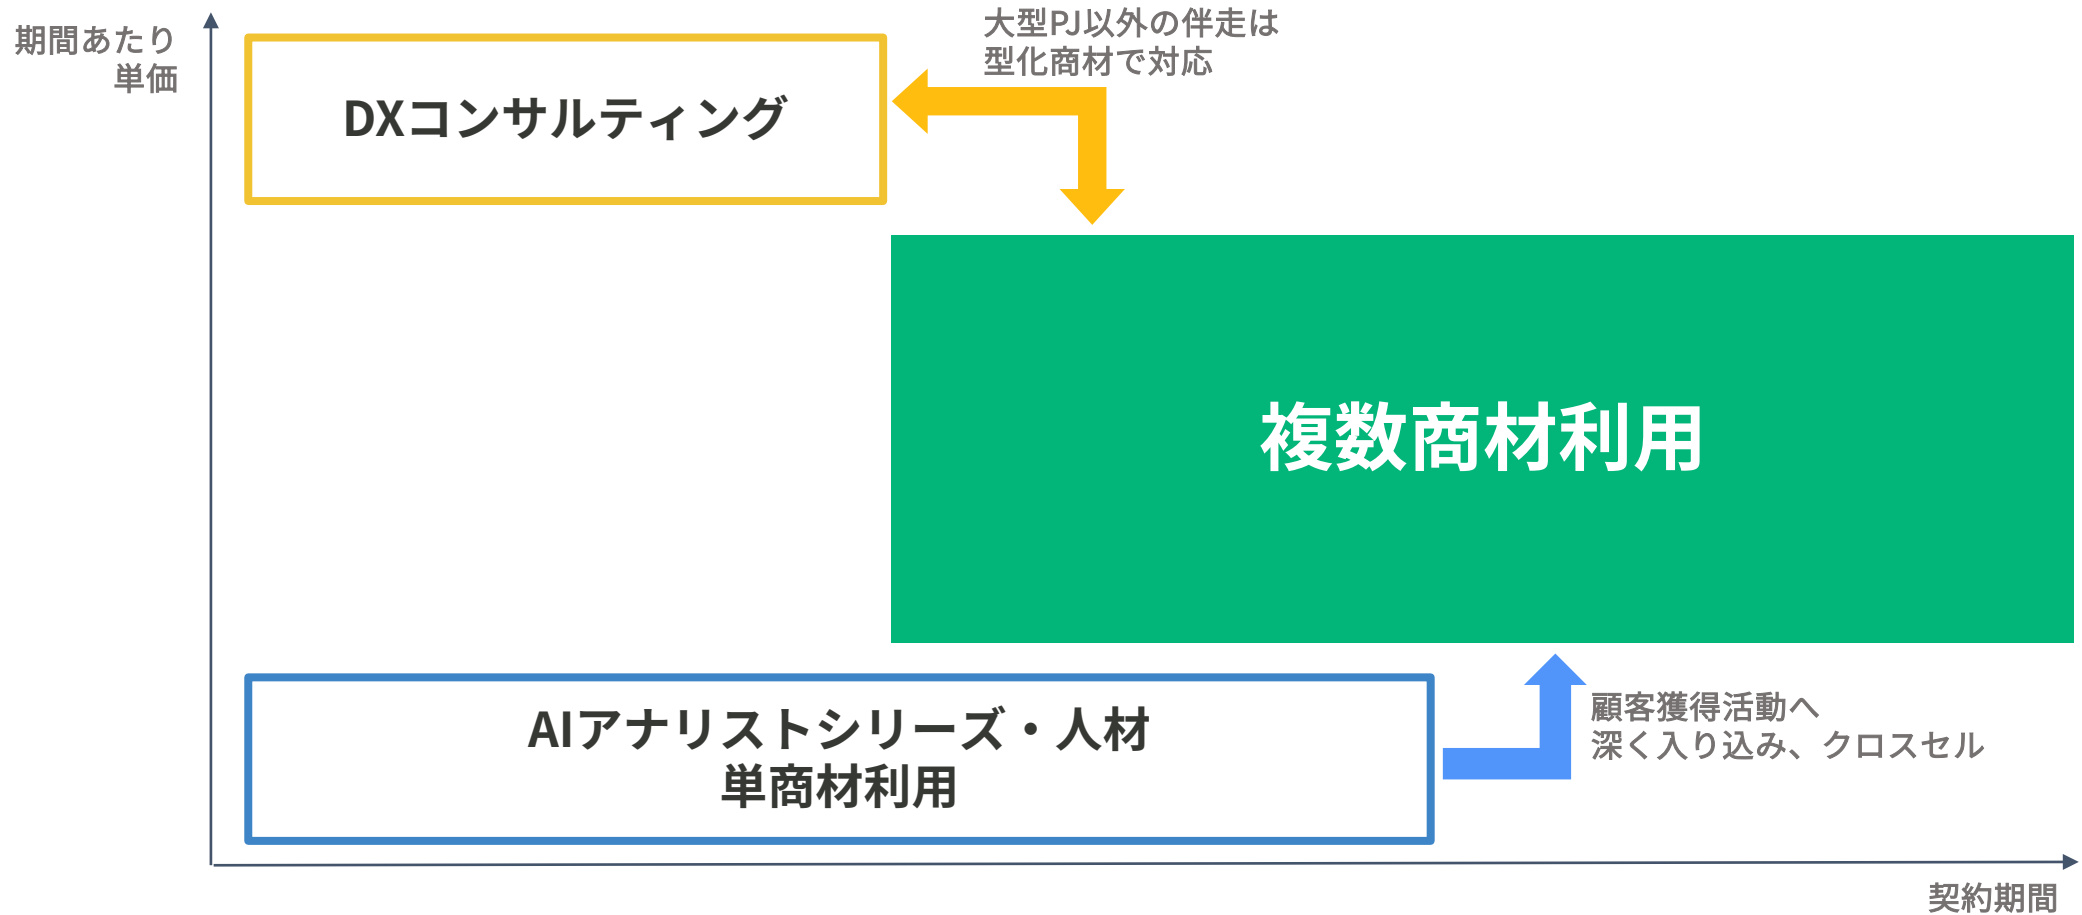 期間あたり
単価
大型PJ以外の伴走は
型化商材で対応
DXコンサルティング
複数商材利用
AIアナリストシリーズ・人材
単商材利用
顧客獲得活動へ
深く入り込み、クロスセル
契約期間